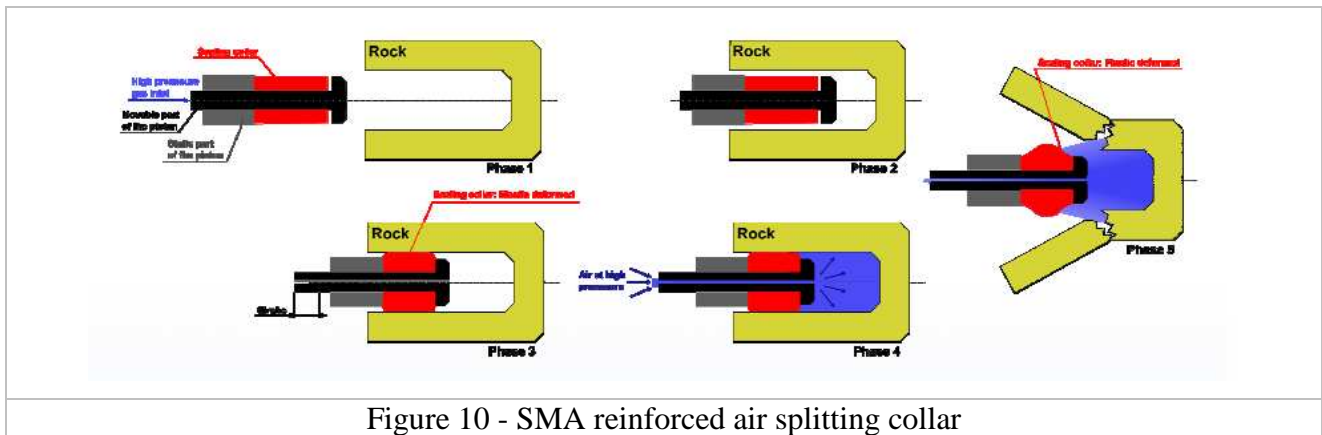 Sealing collar
Rock
High pressure
gas inlet
Movable part
of the piston
Static part
of the piston
Phase 1
Rock
Phase 2
Sealing collar: Plastic deformed
Phase 5
Sealing collar: Elastic deformed
Rock
Stroke
Phase 3
Rock
Air at high
pressure
Phase 4
Figure 10 - SMA reinforced air splitting collar